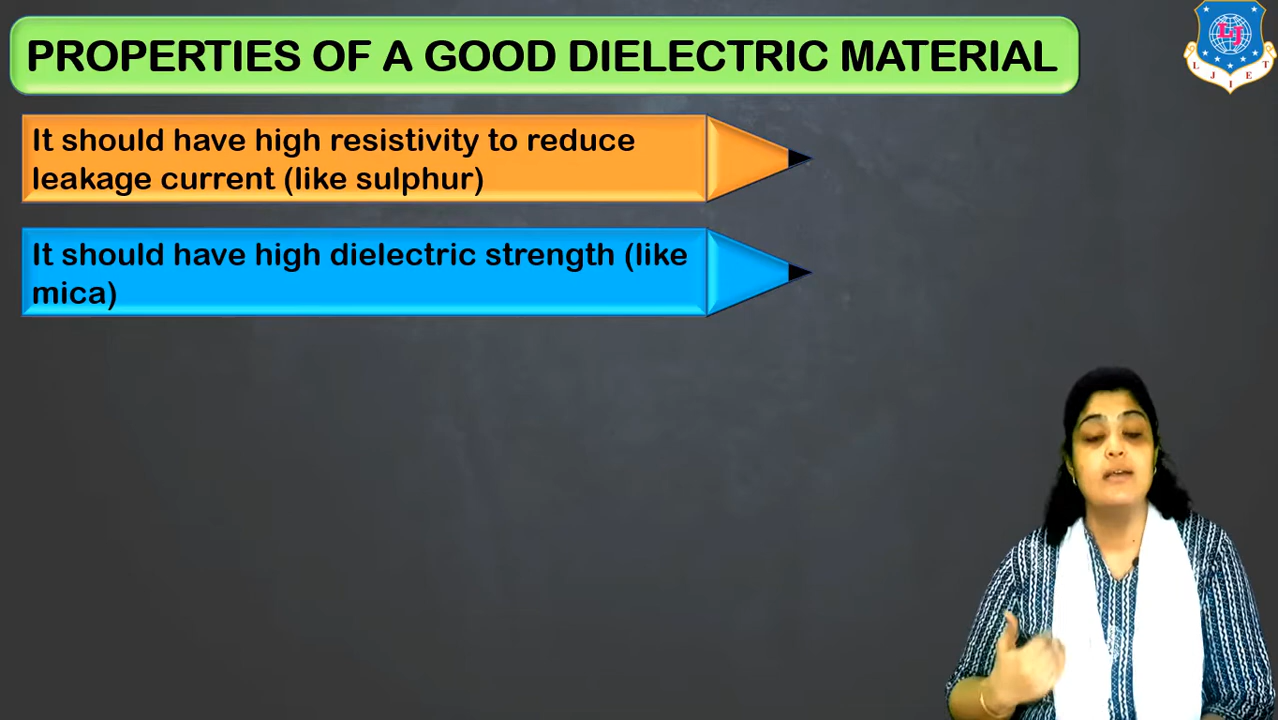 PROPERTIES OF A GOOD DIELECTRIC MATERIAL
LJ
L J I E T
It should have high resistivity to reduce
leakage current (like sulphur)
It should have high dielectric strength (like
mica)